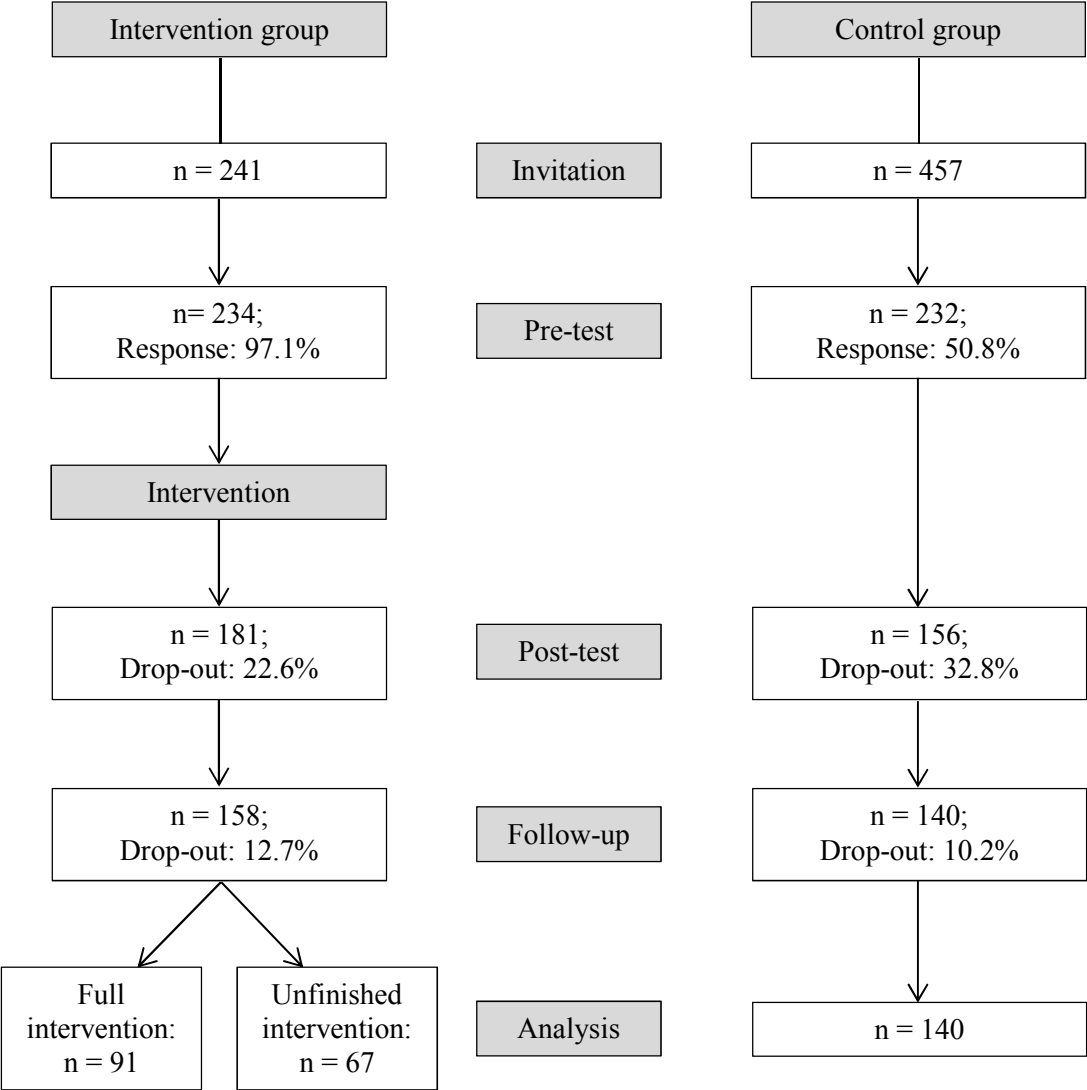 Intervention group
Control group
n = 241
Invitation
n = 457
n= 234;
Response: 97.1%
Pre-test
n = 232;
Response: 50.8%
Intervention
n = 181;
Drop-out: 22.6%
Post-test
n = 156;
Drop-out: 32.8%
n = 158;
Drop-out: 12.7%
Follow-up
n = 140;
Drop-out: 10.2%
Full
intervention:
n = 91
Unfinished
intervention:
n = 67
Analysis
n = 140